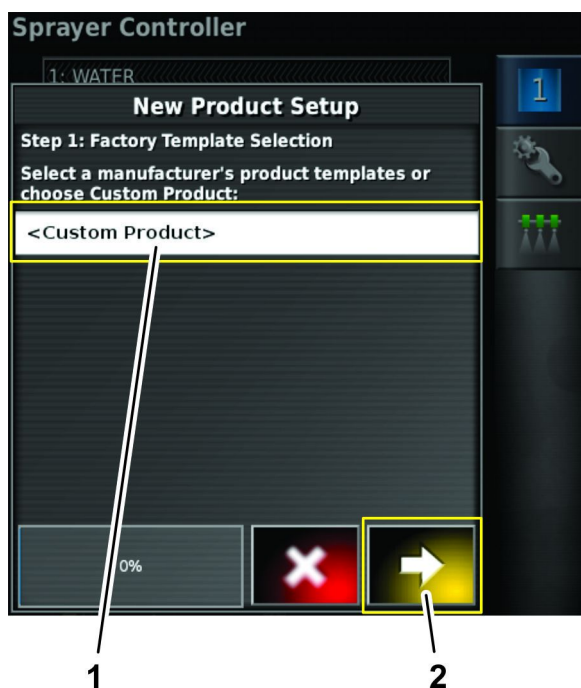 Sprayer Controller
1: WATER
1
New Product Setup
Step 1: Factory Template Selection
Select a manufacturer's product templates or
choose Custom Product:
<Custom Product>
0%
1
2